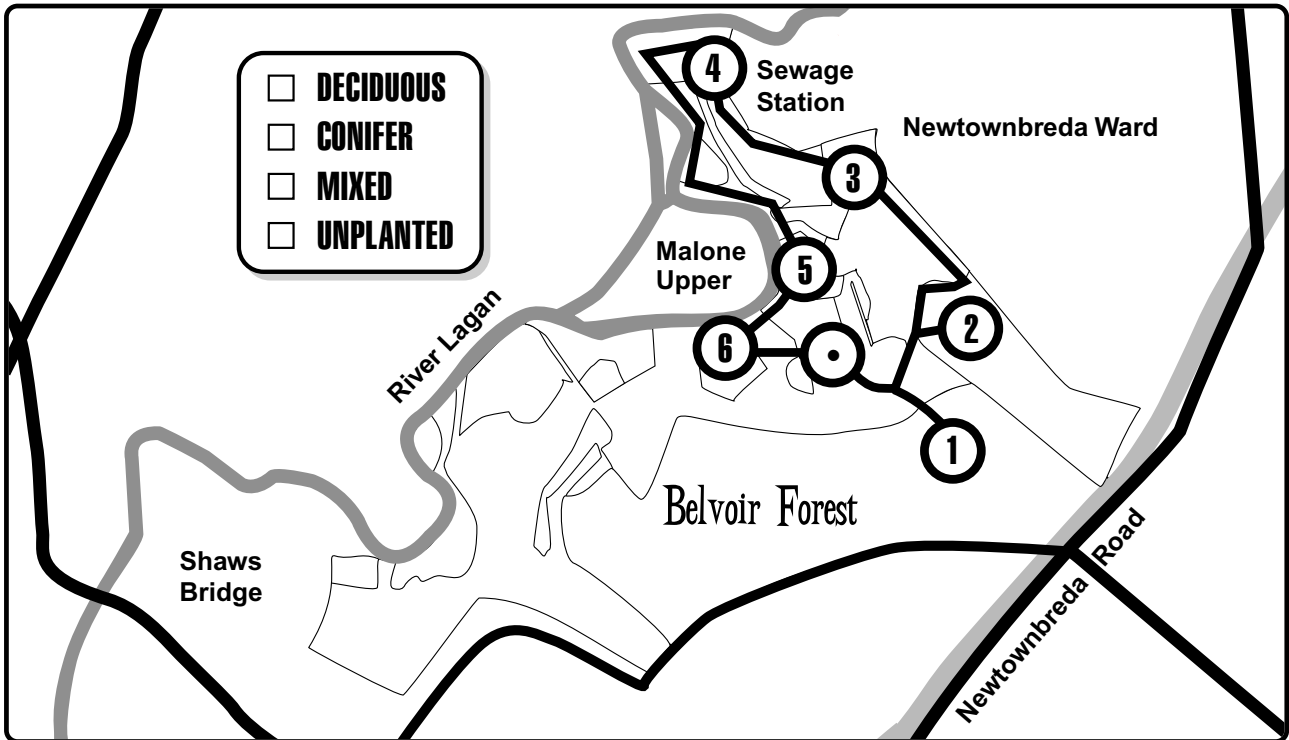 DECIDUOUS
CONIFER
MIXED
UNPLANTED
4
Sewage
Station
Newtownbreda Ward
3
Malone
Upper
5
2
6
River Lagan
1
Belvoir Forest
Shaws
Bridge
Newtownbreda Road